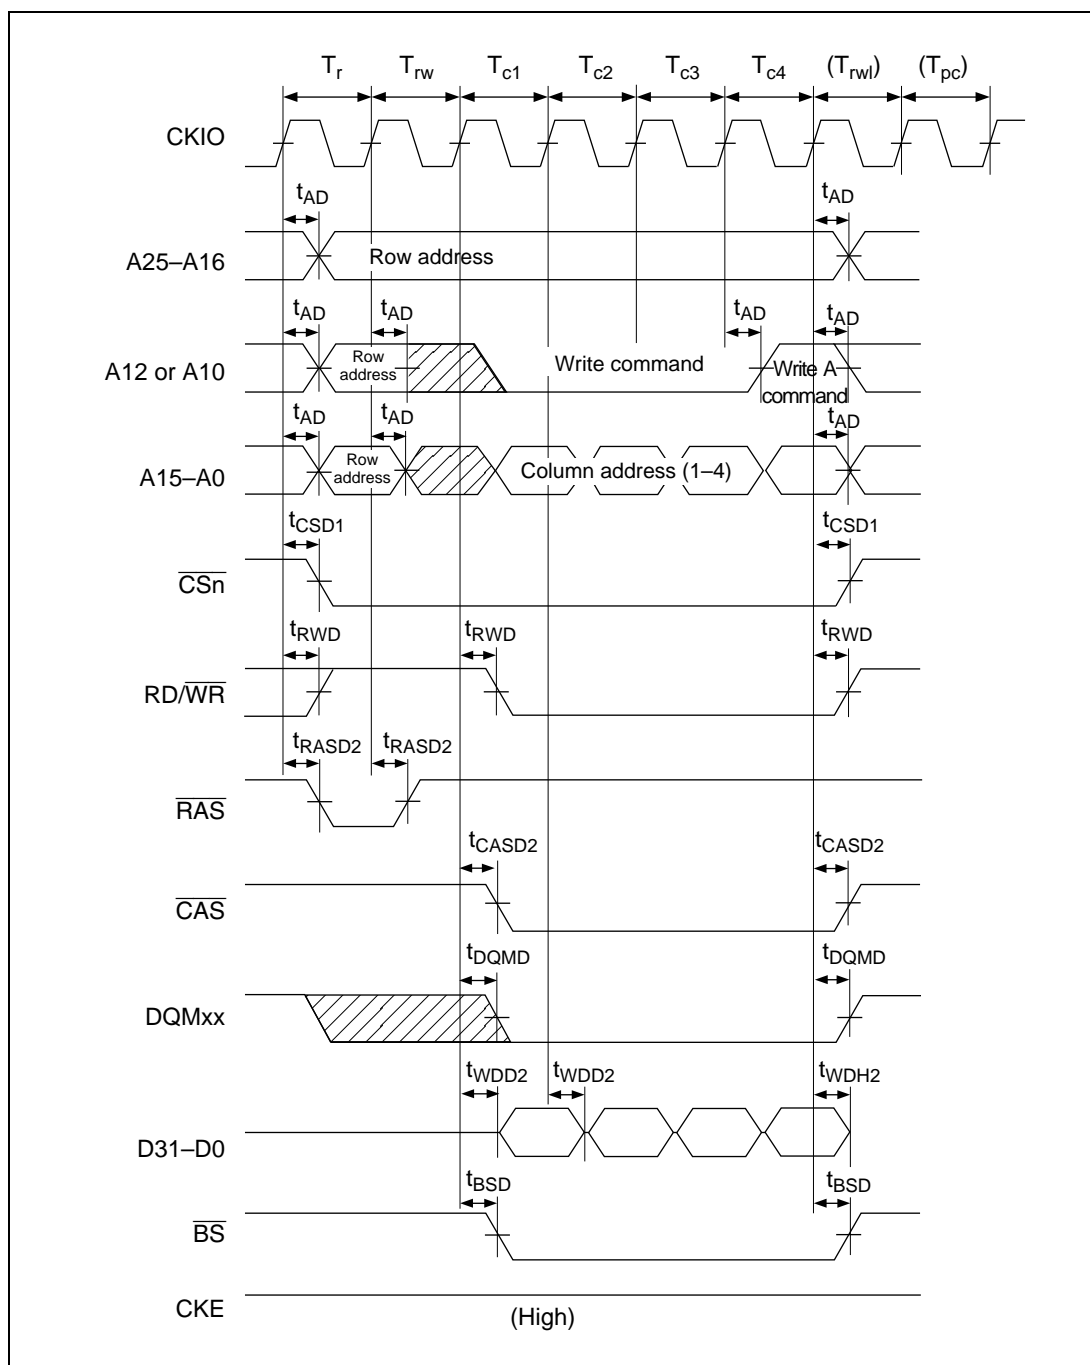 Tr Trw Tc1 Tc2 Tc3 Tc4 (Trwl) (Tpc)
CKIO
tAD tAD
A25–A16 Row address
tAD tAD tAD tAD
A12 or A10 Row address Write command Write A command
tAD tAD tAD
A15–A0 Row address Column address (1–4)
tCSD1 tCSD1
CSn
tRWD tRWD tRWD
RD/WR
tRASD2 tRASD2
RAS
tCASD2 tCASD2
CAS
tDQMD tDQMD
DQMxx
tWDD2 tWDD2 tWDH2
D31–D0
tBSD tBSD
BS
CKE
(High)